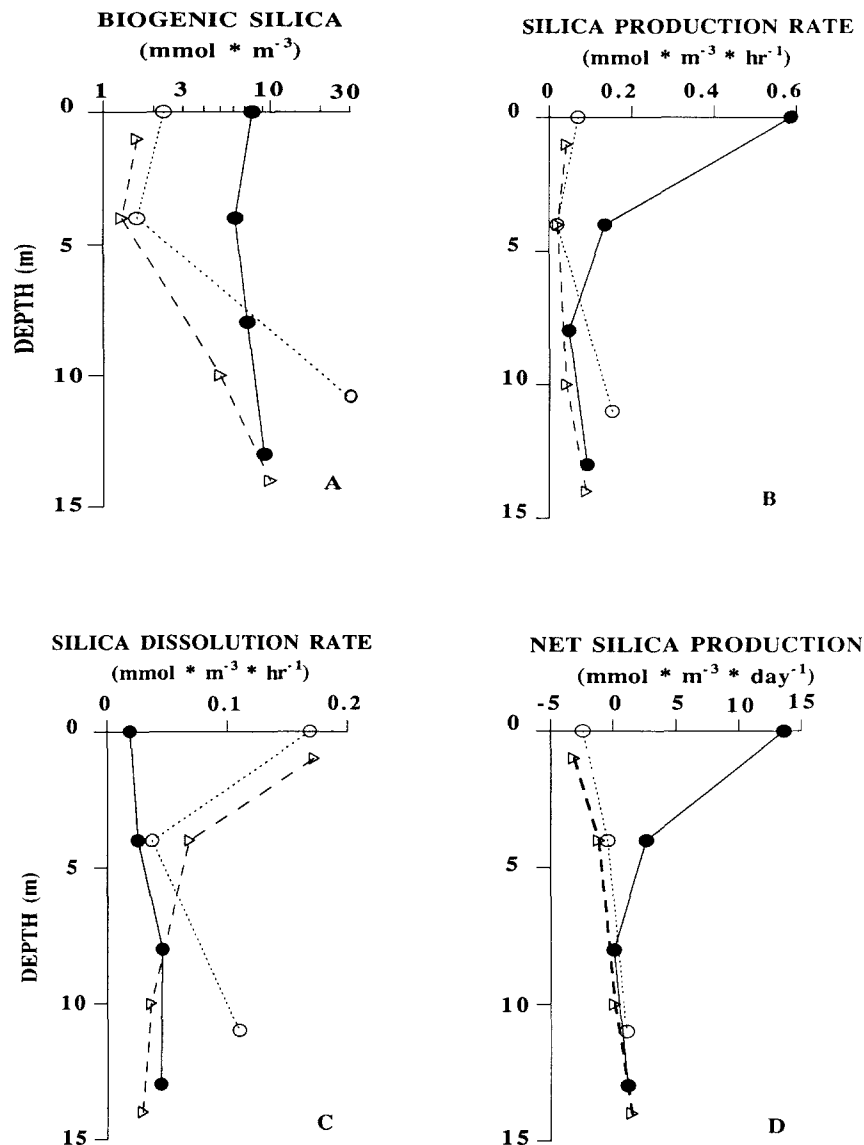 BIOGENIC SILICA
(mmol * m⁻³)
1 3 10 30
0
5
10
15
DEPTH (m)
A
SILICA PRODUCTION RATE
(mmol * m⁻³ * hr⁻¹)
0 0.2 0.4 0.6
0
5
10
15
B
SILICA DISSOLUTION RATE
(mmol * m⁻³ * hr⁻¹)
0 0.1 0.2
0
5
10
15
DEPTH (m)
C
NET SILICA PRODUCTION
(mmol * m⁻³ * day⁻¹)
-5 0 5 10 15
0
5
10
15
D